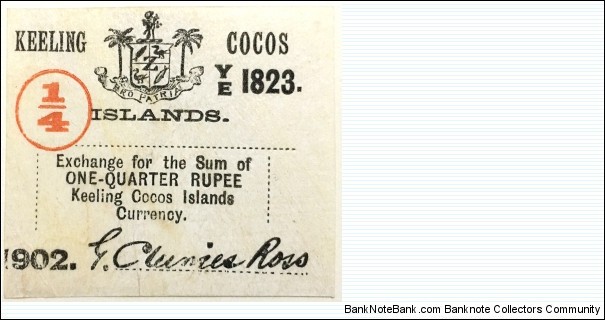 KEELING COCOS
YE 1823.
PRO PATRIA
1/4
ISLANDS.
Exchange for the Sum of
ONE-QUARTER RUPEE
Keeling Cocos Islands
Currency.
1902. G. Clunies Ross
BankNoteBank.com - Banknote Collectors Community